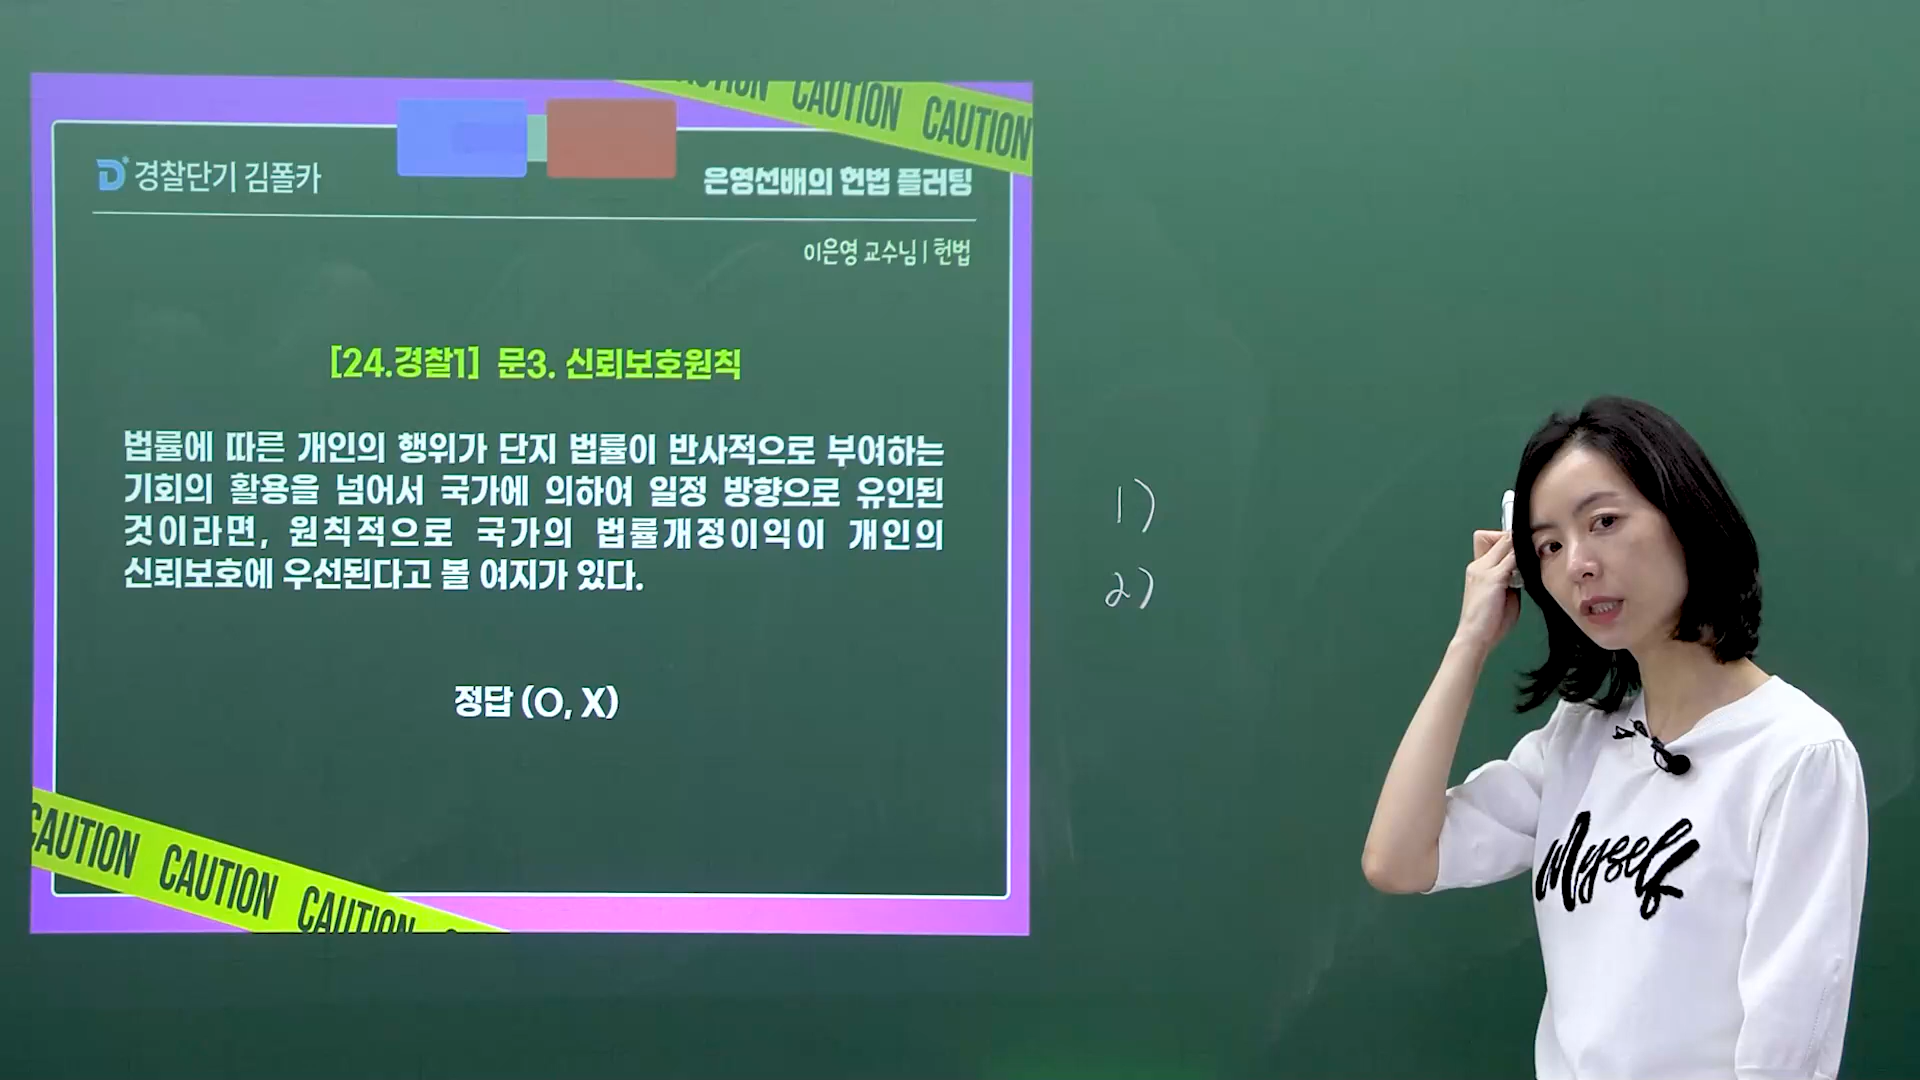 CAUTION CAUTION
경찰단기 김폴카
은영선배의 헌법 플러팅
이은영 교수님 | 헌법
[24.경찰1] 문3. 신뢰보호원칙
법률에 따른 개인의 행위가 단지 법률이 반사적으로 부여하는
기회의 활용을 넘어서 국가에 의하여 일정 방향으로 유인된
것이라면, 원칙적으로 국가의 법률개정이익이 개인의
신뢰보호에 우선된다고 볼 여지가 있다.
정답 (O, X)
1)
2)
Myself
CAUTION CAUTION CAUTION